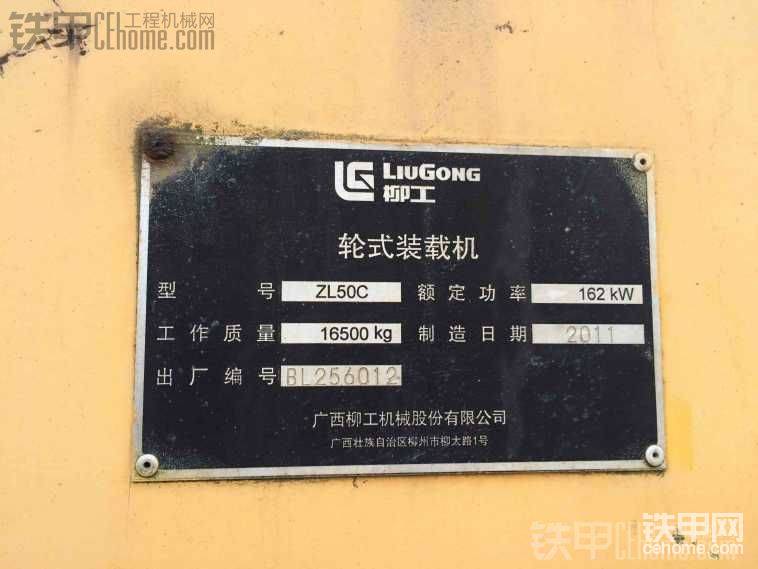 铁甲工程机械网
CEhome.com
LIUGONG
柳工
轮式装载机
型号 ZL50C 额定功率 162 kW
工作质量 16500 kg 制造日期 2011
出厂编号 BL256012
广西柳工机械股份有限公司
广西壮族自治区柳州市柳太路1号
铁甲CEhome.com
铁甲网
cehome.com